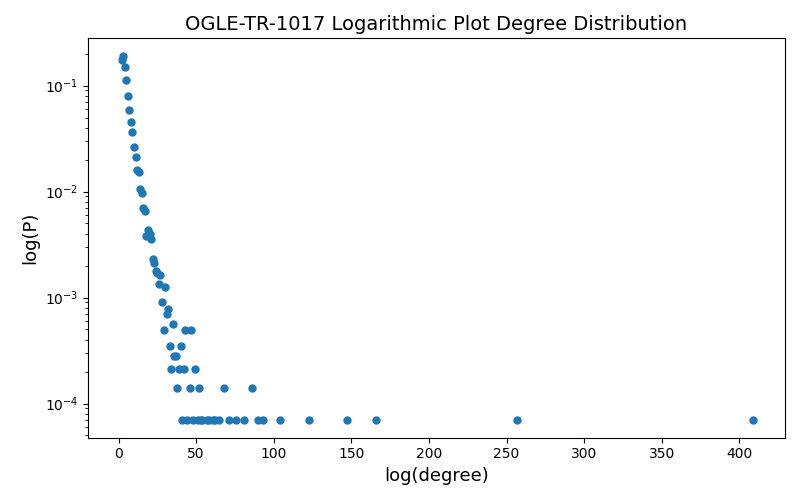 OGLE-TR-1017 Logarithmic Plot Degree Distribution
log(P)
10⁻¹
10⁻²
10⁻³
10⁻⁴
0 50 100 150 200 250 300 350 400
log(degree)